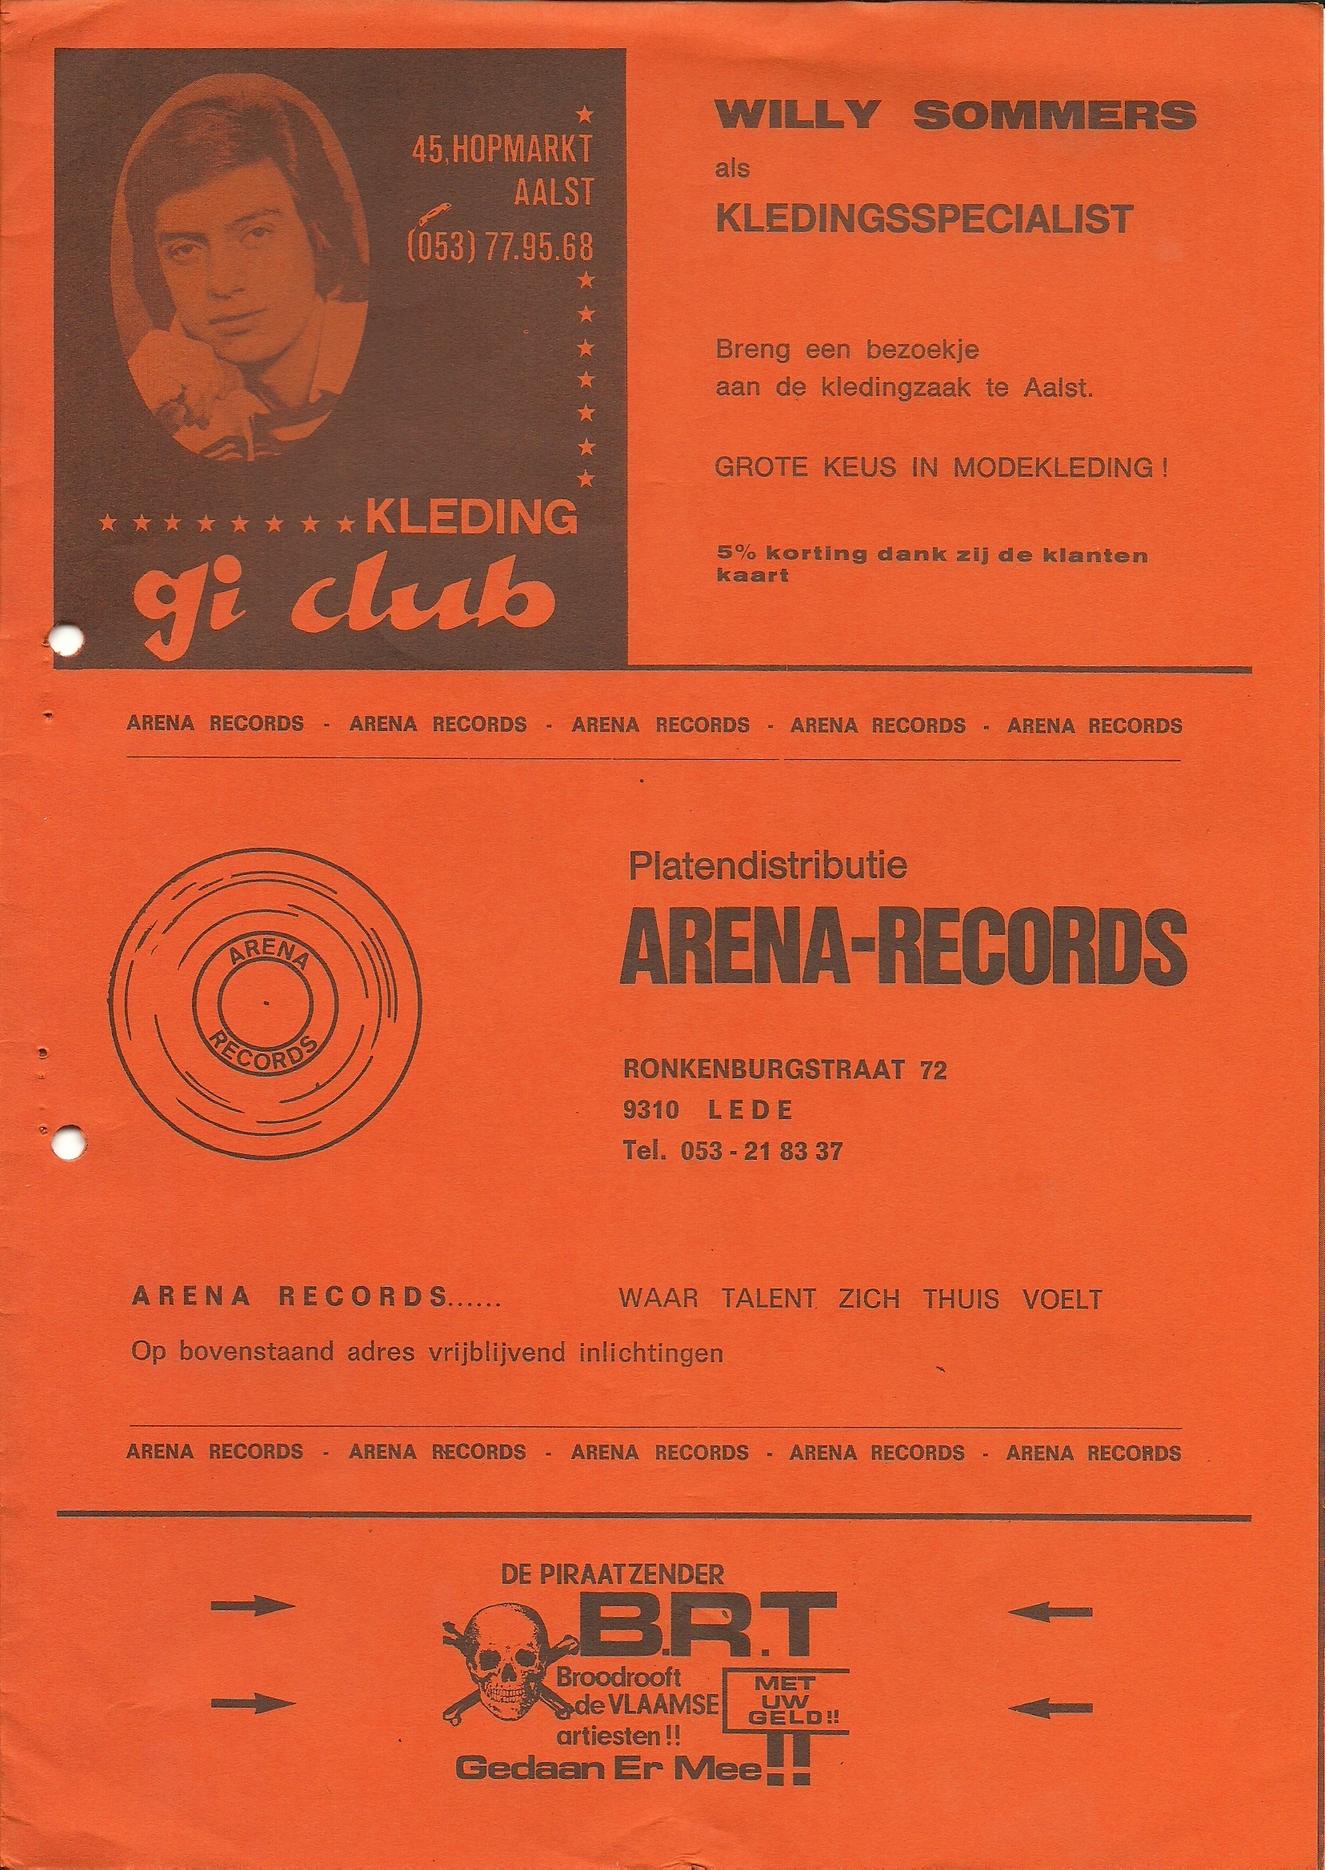 45, HOPMARKT
AALST
(053) 77.95.68
KLEDING
gi club
WILLY SOMMERS
als
KLEDINGSSPECIALIST
Breng een bezoekje
aan de kledingzaak te Aalst.
GROTE KEUS IN MODEKLEDING !
5% korting dank zij de klanten
kaart
ARENA RECORDS - ARENA RECORDS - ARENA RECORDS - ARENA RECORDS - ARENA RECORDS
ARENA
RECORDS
Platendistributie
ARENA-RECORDS
RONKENBURGSTRAAT 72
9310 LEDE
Tel. 053 - 21 83 37
ARENA RECORDS...... WAAR TALENT ZICH THUIS VOELT
Op bovenstaand adres vrijblijvend inlichtingen
ARENA RECORDS - ARENA RECORDS - ARENA RECORDS - ARENA RECORDS - ARENA RECORDS
DE PIRAATZENDER
B.R.T
Broodrooft
de VLAAMSE
artiesten !!
MET
UW
GELD!!
Gedaan Er Mee!!